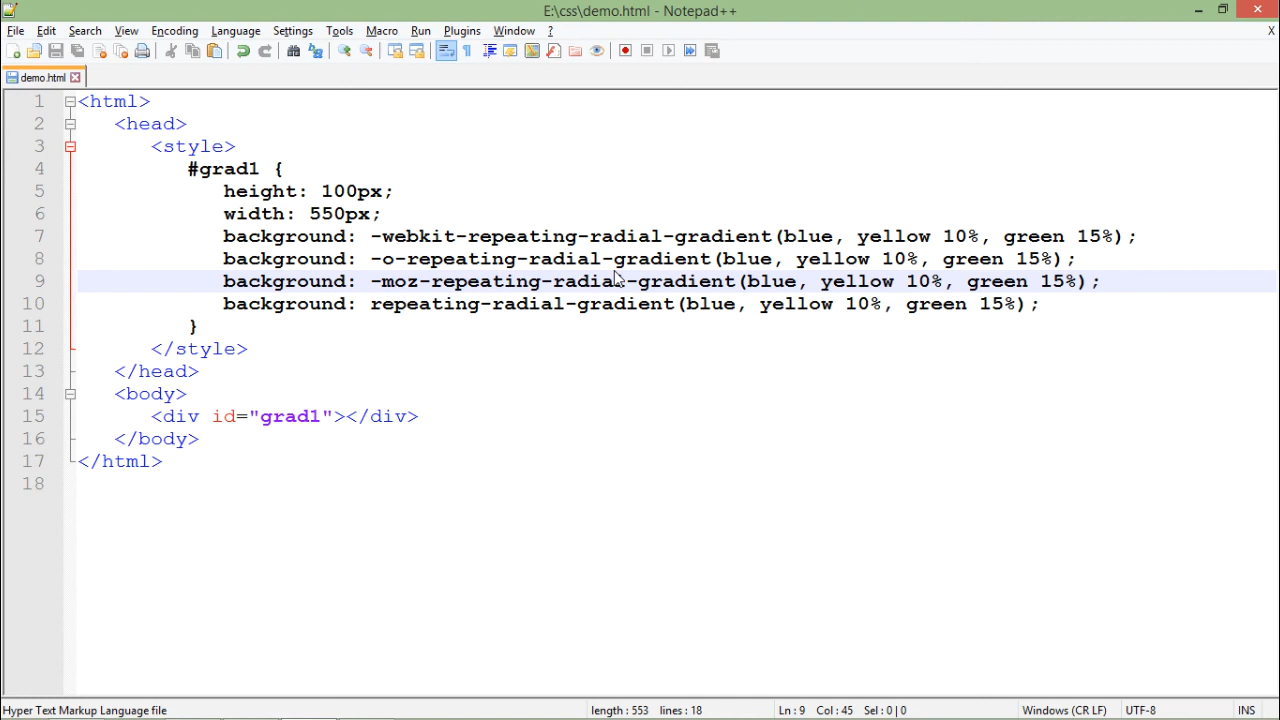 E:\css\demo.html - Notepad++
File Edit Search View Encoding Language Settings Tools Macro Run Plugins Window ? X
demo.html
1 <html>
2 <head>
3 <style>
4 #grad1 {
5 height: 100px;
6 width: 550px;
7 background: -webkit-repeating-radial-gradient(blue, yellow 10%, green 15%);
8 background: -o-repeating-radial-gradient(blue, yellow 10%, green 15%);
9 background: -moz-repeating-radial-gradient(blue, yellow 10%, green 15%);
10 background: repeating-radial-gradient(blue, yellow 10%, green 15%);
11 }
12 </style>
13 </head>
14 <body>
15 <div id="grad1"></div>
16 </body>
17 </html>
18
Hyper Text Markup Language file length : 553 lines : 18 Ln : 9 Col : 45 Sel : 0 | 0 Windows (CR LF) UTF-8 INS